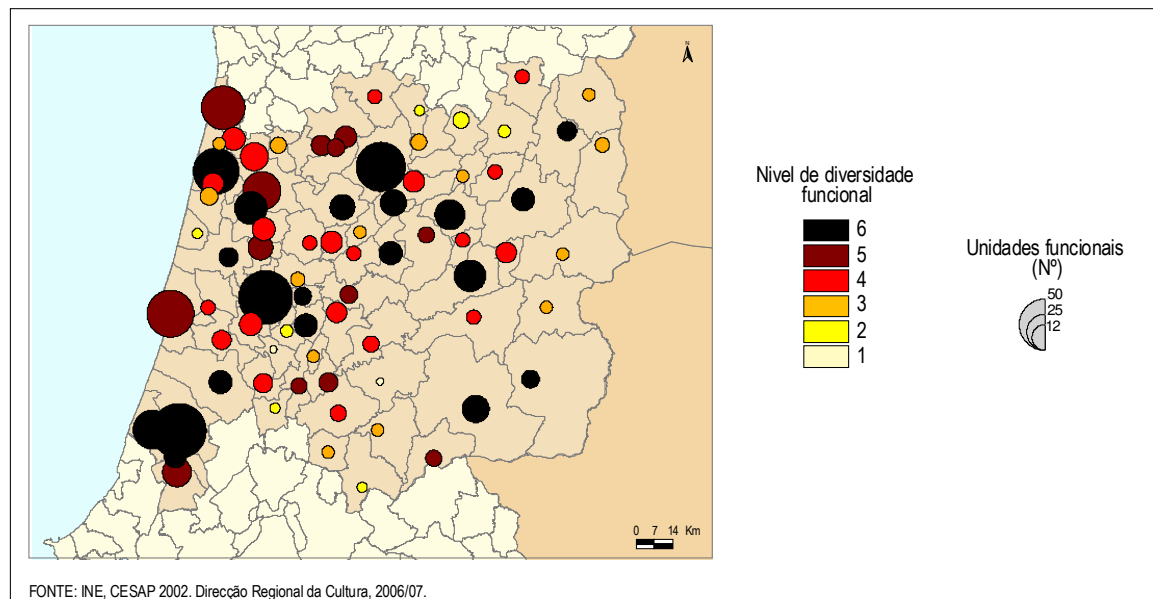 N
Nivel de diversidade
funcional
6
5
4
3
2
1
Unidades funcionais
(Nº)
50
25
12
0 7 14 Km
FONTE: INE, CESAP 2002. Direcção Regional da Cultura, 2006/07.